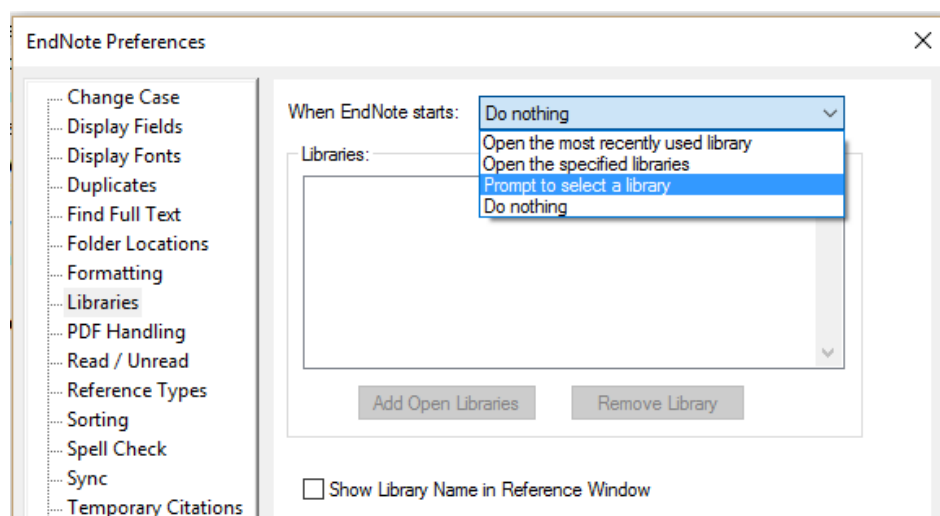 EndNote Preferences
Change Case
Display Fields
Display Fonts
Duplicates
Find Full Text
Folder Locations
Formatting
Libraries
PDF Handling
Read / Unread
Reference Types
Sorting
Spell Check
Sync
Temporary Citations
When EndNote starts: Do nothing
Open the most recently used library
Open the specified libraries
Prompt to select a library
Do nothing
Libraries:
Add Open Libraries Remove Library
Show Library Name in Reference Window